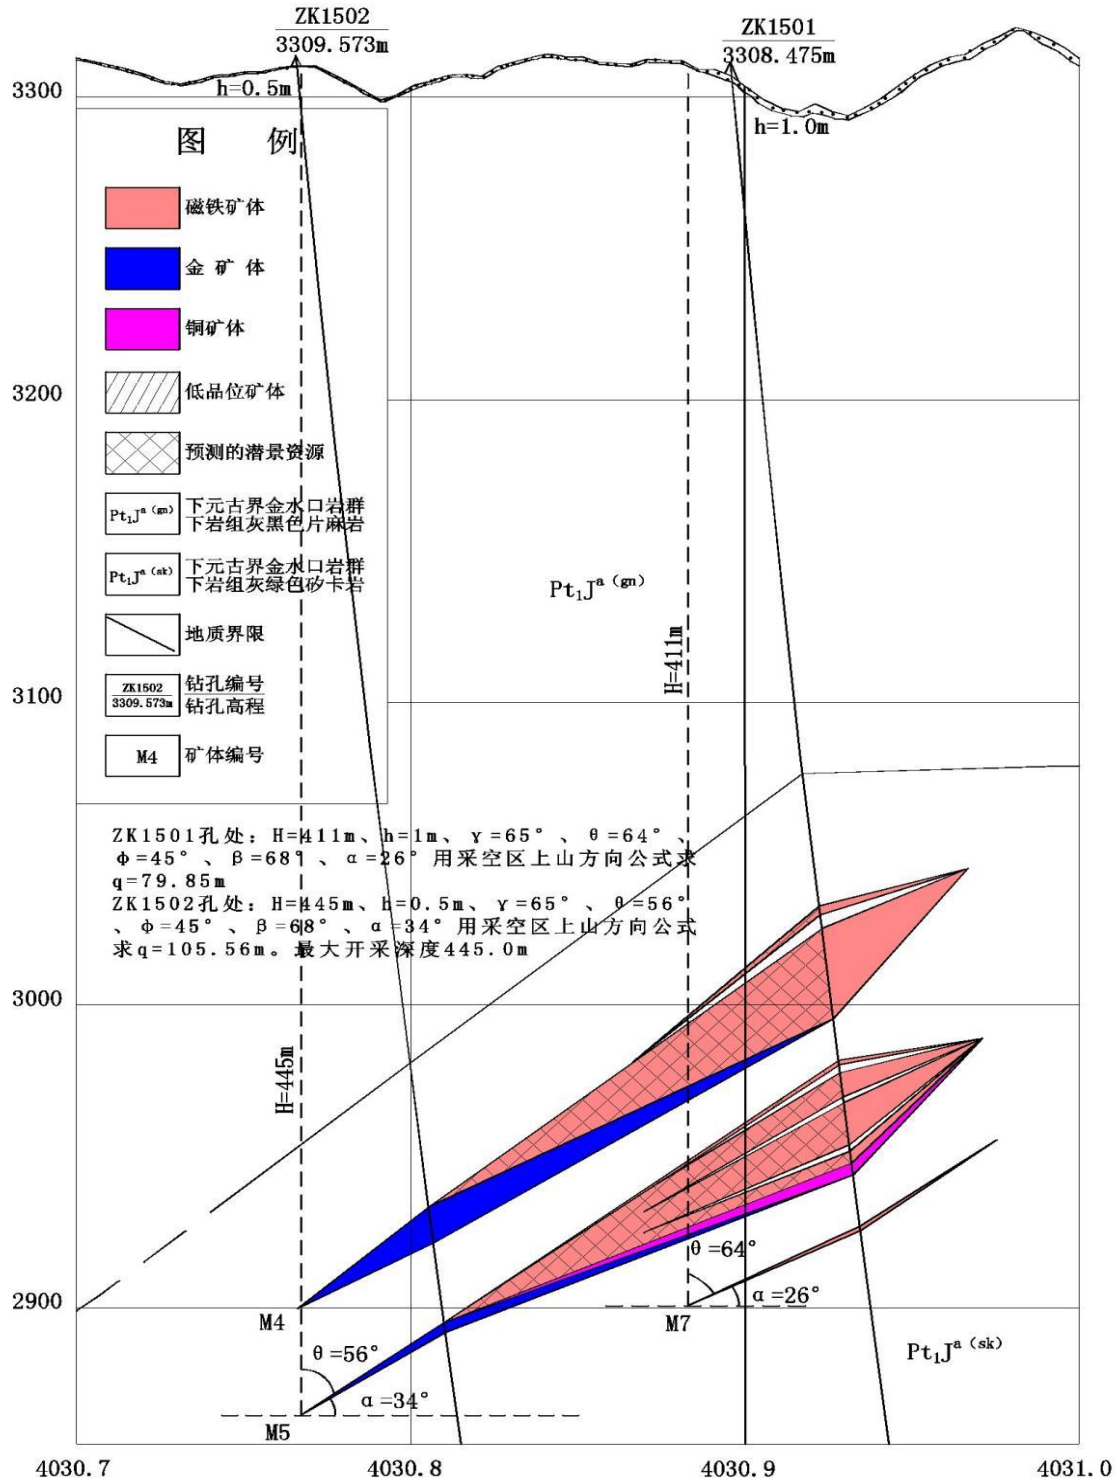 ZK1502
3309.573m
ZK1501
3308.475m
3300
h=0.5m
h=1.0m
图 例
磁铁矿体
金 矿 体
铜矿体
3200
低品位矿体
预测的潜景资源
Pt₁Jᵃ⁽ᵍⁿ⁾
下元古界金水口岩群
下岩组灰黑色片麻岩
Pt₁Jᵃ⁽ˢᵏ⁾
下元古界金水口岩群
下岩组灰绿色矽卡岩
Pt₁Jᵃ⁽ᵍⁿ⁾
地质界限
H=411m
3100
ZK1502
3309.573m
钻孔编号
钻孔高程
M4
矿体编号
ZK1501孔处：H=411m、h=1m、γ=65°、θ=64°、
φ=45°、β=68°、α=26°用采空区上山方向公式求
q=79.85m
ZK1502孔处：H=445m、h=0.5m、γ=65°、θ=56°
、φ=45°、β=68°、α=34°用采空区上山方向公式
求q=105.56m。最大开采深度445.0m
3000
H=445m
θ=64°
2900
M4
α=26°
M7
θ=56°
Pt₁Jᵃ⁽ˢᵏ⁾
α=34°
M5
4030.7
4030.8
4030.9
4031.0